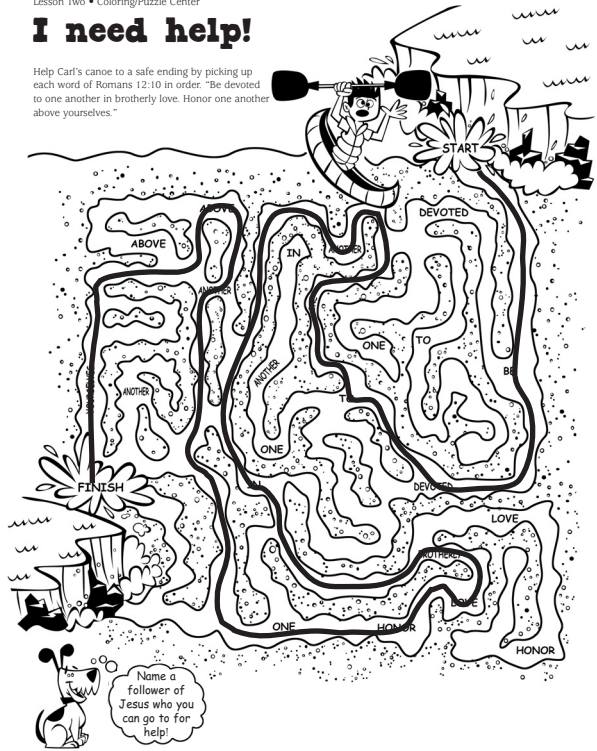 Lesson Two • Coloring/Puzzle Center
I need help!
Help Carl's canoe to a safe ending by picking up
each word of Romans 12:10 in order. "Be devoted
to one another in brotherly love. Honor one another
above yourselves."
START
ABOVE
DEVOTED
ABOVE
IN
ANOTHER
ANOTHER
ONE
TO
BE
ANOTHER
YOURSELVES
ANOTHER
TO
ONE
FINISH
IN
DEVOTED
LOVE
BROTHERLY
LOVE
ONE
HONOR
HONOR
Name a
follower of
Jesus who you
can go to for
help!